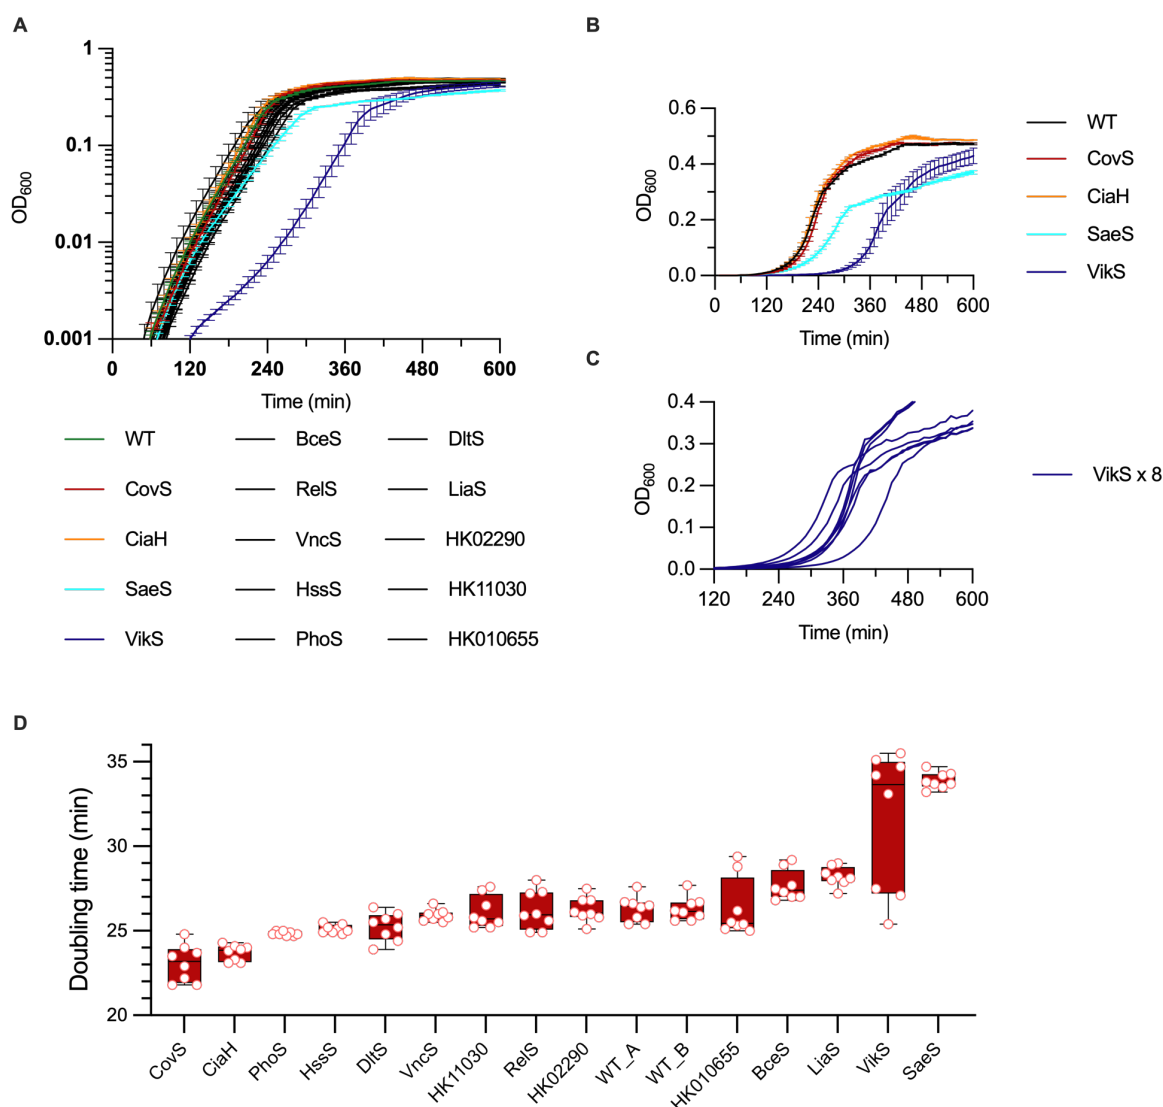 A
1
0.1
0.01
0.001
OD600
0 120 240 360 480 600
Time (min)
WT BceS DltS
CovS RelS LiaS
CiaH VncS HK02290
SaeS HssS HK11030
VikS PhoS HK010655
B
0.6
0.4
0.2
0.0
OD600
0 120 240 360 480 600
Time (min)
WT
CovS
CiaH
SaeS
VikS
C
0.4
0.3
0.2
0.1
0.0
OD600
120 240 360 480 600
Time (min)
VikS x 8
D
35
30
25
20
Doubling time (min)
CovS CiaH PhoS HssS DltS VncS HK11030 RelS HK02290 WT_A WT_B HK010655 BceS LiaS VikS SaeS